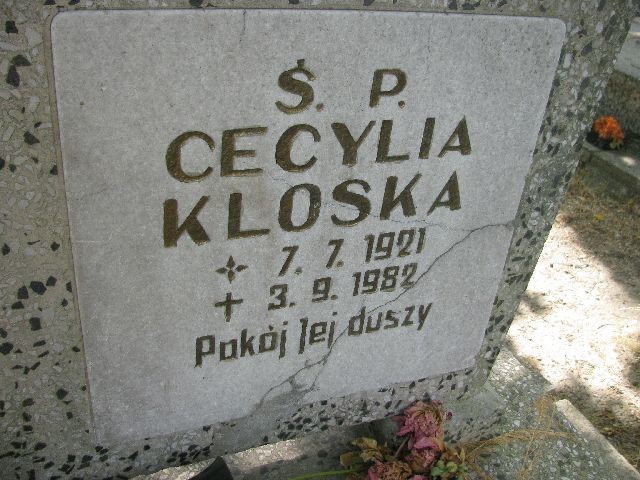 Ś. P.
CECYLIA
KLOSKA
7. 7. 1921
3. 9. 1982
Pokój Jej duszy